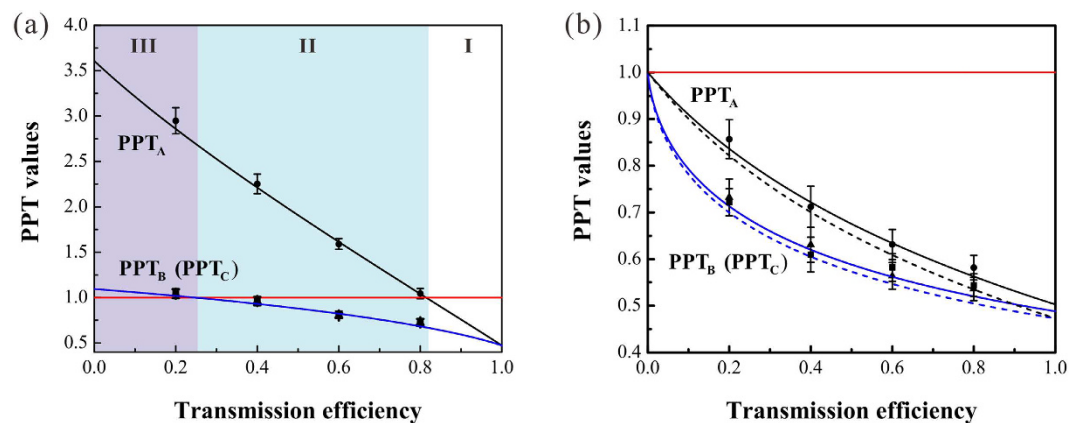 (a)
PPT values
4.0
3.5
3.0
2.5
2.0
1.5
1.0
0.5
III
II
I
PPT_A
PPT_B (PPT_C)
0.0 0.2 0.4 0.6 0.8 1.0
Transmission efficiency
(b)
PPT values
1.1
1.0
0.9
0.8
0.7
0.6
0.5
0.4
PPT_A
PPT_B (PPT_C)
0.0 0.2 0.4 0.6 0.8 1.0
Transmission efficiency